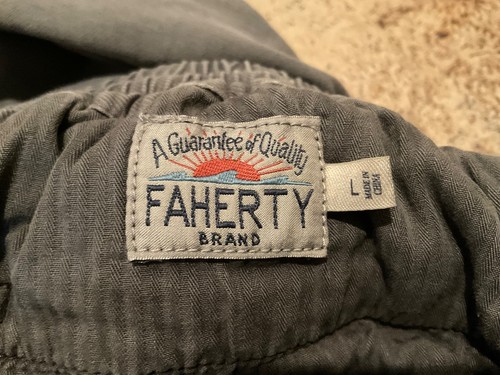 A Guarantee of Quality
FAHERTY
BRAND
L
MADE IN
CHINA